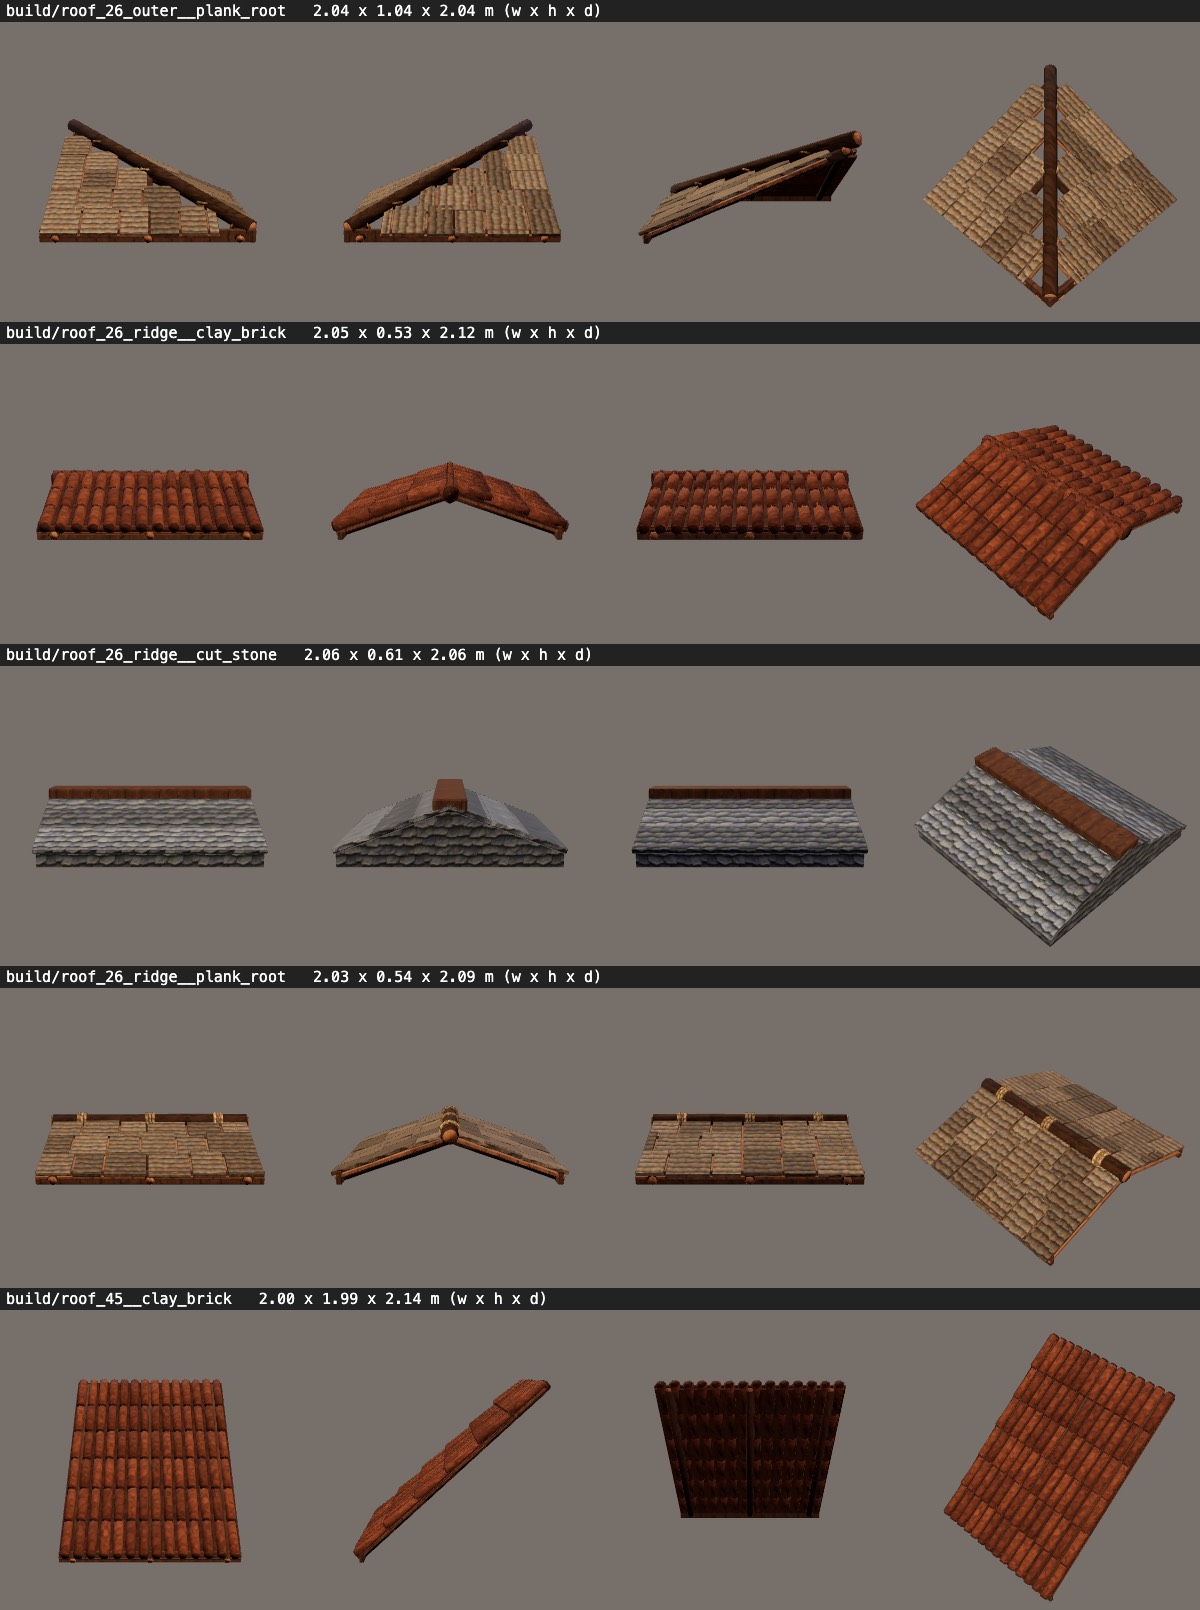 build/roof_26_outer__plank_root   2.04 x 1.04 x 2.04 m (w x h x d)
build/roof_26_ridge__clay_brick   2.05 x 0.53 x 2.12 m (w x h x d)
build/roof_26_ridge__cut_stone   2.06 x 0.61 x 2.06 m (w x h x d)
build/roof_26_ridge__plank_root   2.03 x 0.54 x 2.09 m (w x h x d)
build/roof_45__clay_brick   2.00 x 1.99 x 2.14 m (w x h x d)